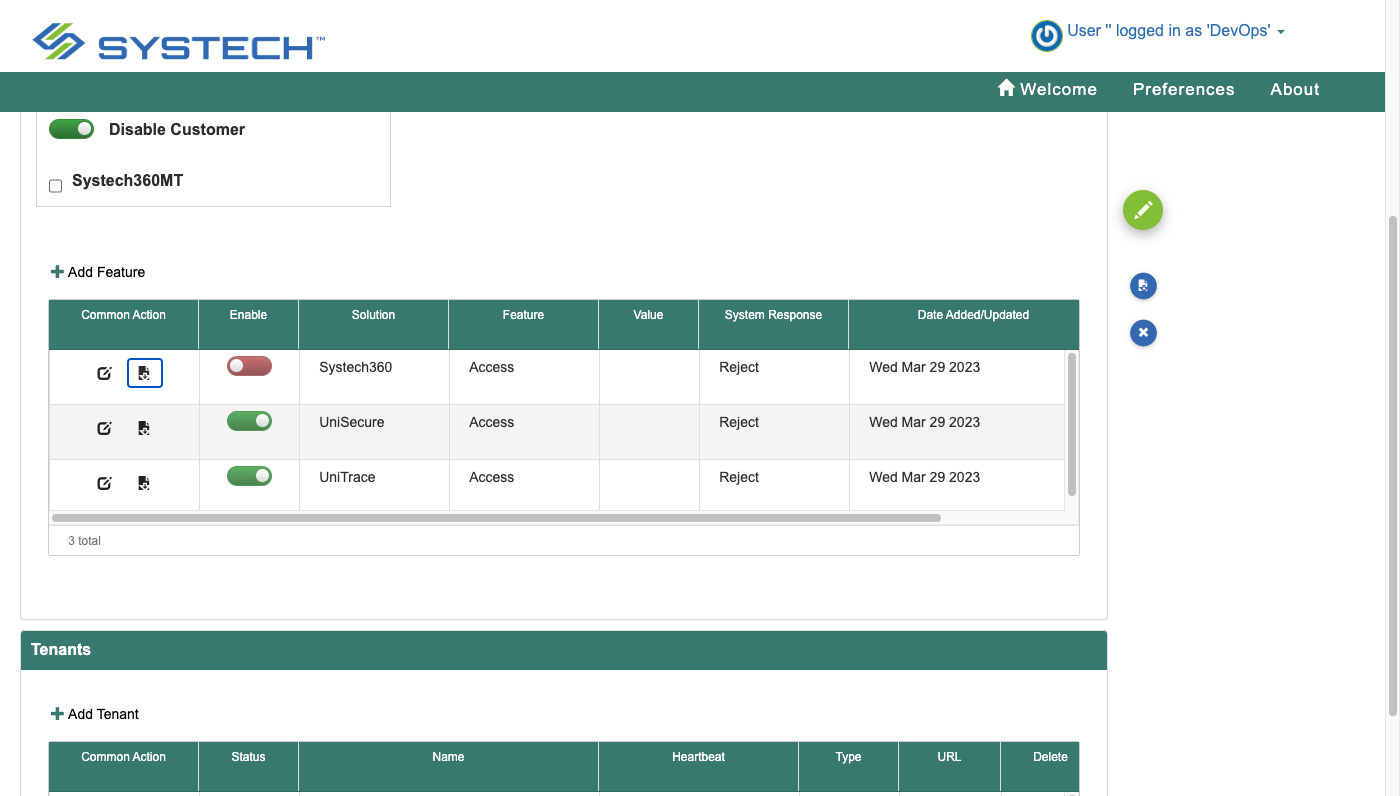 SYSTECH™
User '' logged in as 'DevOps'
Welcome Preferences About
Disable Customer
Systech360MT
Add Feature
Common Action Enable Solution Feature Value System Response Date Added/Updated
Systech360 Access Reject Wed Mar 29 2023
UniSecure Access Reject Wed Mar 29 2023
UniTrace Access Reject Wed Mar 29 2023
3 total
Tenants
Add Tenant
Common Action Status Name Heartbeat Type URL Delete